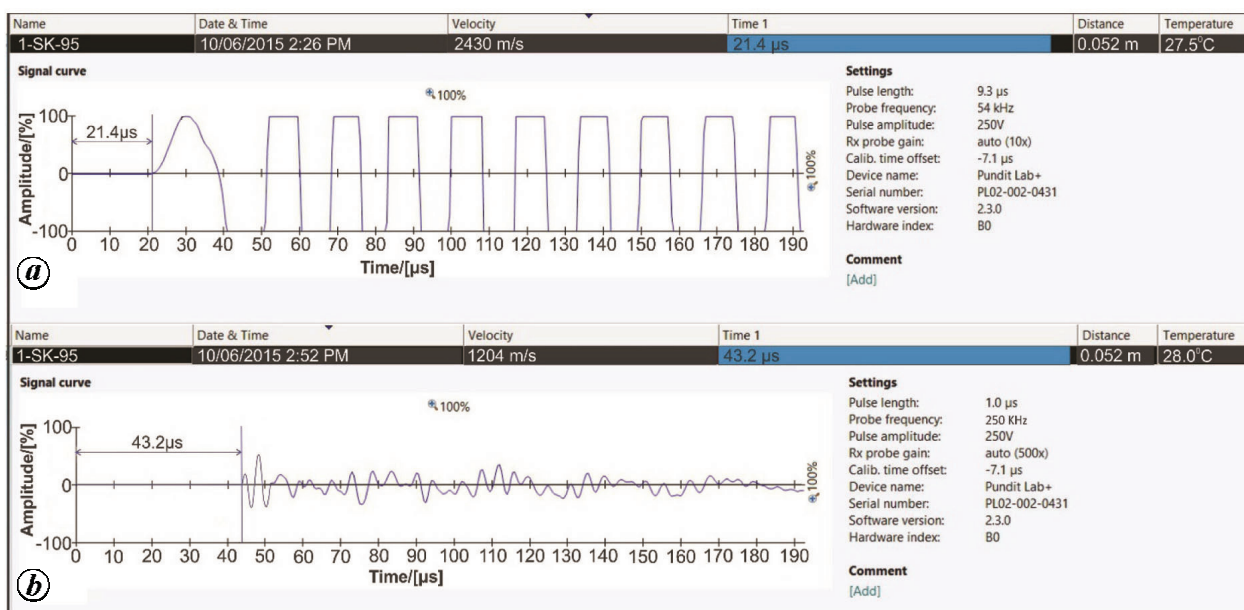 Name Date & Time Velocity Time 1 Distance Temperature
1-SK-95 10/06/2015 2:26 PM 2430 m/s 21.4 µs 0.052 m 27.5°C
Signal curve
100%
Amplitude/[%]
100
0
-100
21.4µs
100%
0 10 20 30 40 50 60 70 80 90 100 110 120 130 140 150 160 170 180 190
Time/[µs]
a
Settings
Pulse length: 9.3 µs
Probe frequency: 54 kHz
Pulse amplitude: 250V
Rx probe gain: auto (10x)
Calib. time offset: -7.1 µs
Device name: Pundit Lab+
Serial number: PL02-002-0431
Software version: 2.3.0
Hardware index: B0
Comment
[Add]
Name Date & Time Velocity Time 1 Distance Temperature
1-SK-95 10/06/2015 2:52 PM 1204 m/s 43.2 µs 0.052 m 28.0°C
Signal curve
100%
Amplitude/[%]
100
0
-100
43.2µs
100%
0 10 20 30 40 50 60 70 80 90 100 110 120 130 140 150 160 170 180 190
Time/[µs]
b
Settings
Pulse length: 1.0 µs
Probe frequency: 250 KHz
Pulse amplitude: 250V
Rx probe gain: auto (500x)
Calib. time offset: -7.1 µs
Device name: Pundit Lab+
Serial number: PL02-002-0431
Software version: 2.3.0
Hardware index: B0
Comment
[Add]